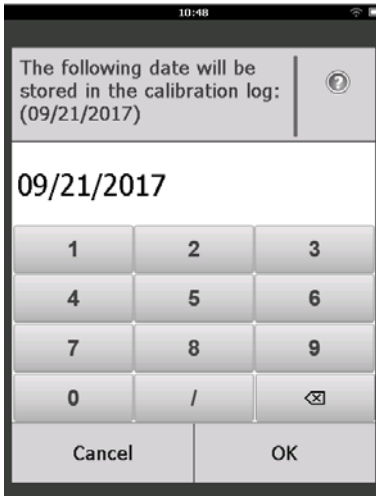 10:48
The following date will be
stored in the calibration log:
(09/21/2017)
?
09/21/2017
1 2 3
4 5 6
7 8 9
0 /
Cancel OK